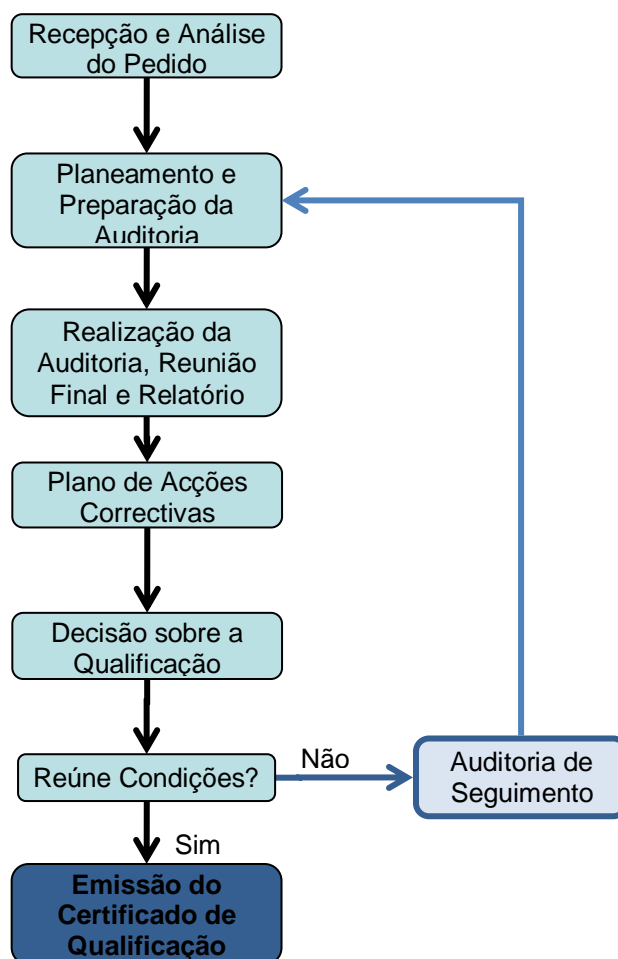 Recepção e Análise
do Pedido
Planeamento e
Preparação da
Auditoria
Realização da
Auditoria, Reunião
Final e Relatório
Plano de Acções
Correctivas
Decisão sobre a
Qualificação
Reúne Condições?
Não
Auditoria de
Seguimento
Sim
Emissão do
Certificado de
Qualificação